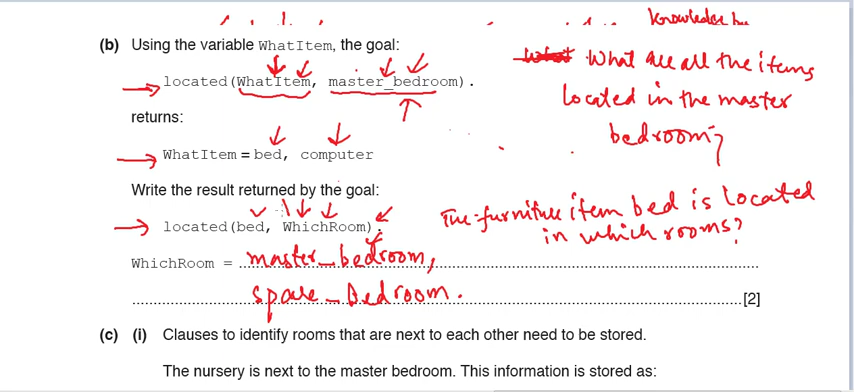 knowledge
(b) Using the variable WhatItem, the goal:
What are all the items
located(WhatItem, master_bedroom).
located in the master
returns:
bedroom?
WhatItem = bed, computer
Write the result returned by the goal:
The furniture item bed is located
located(bed, WhichRoom).
in which rooms?
WhichRoom = master_bedroom,
spare_Bedroom. [2]
(c) (i) Clauses to identify rooms that are next to each other need to be stored.
The nursery is next to the master bedroom. This information is stored as: